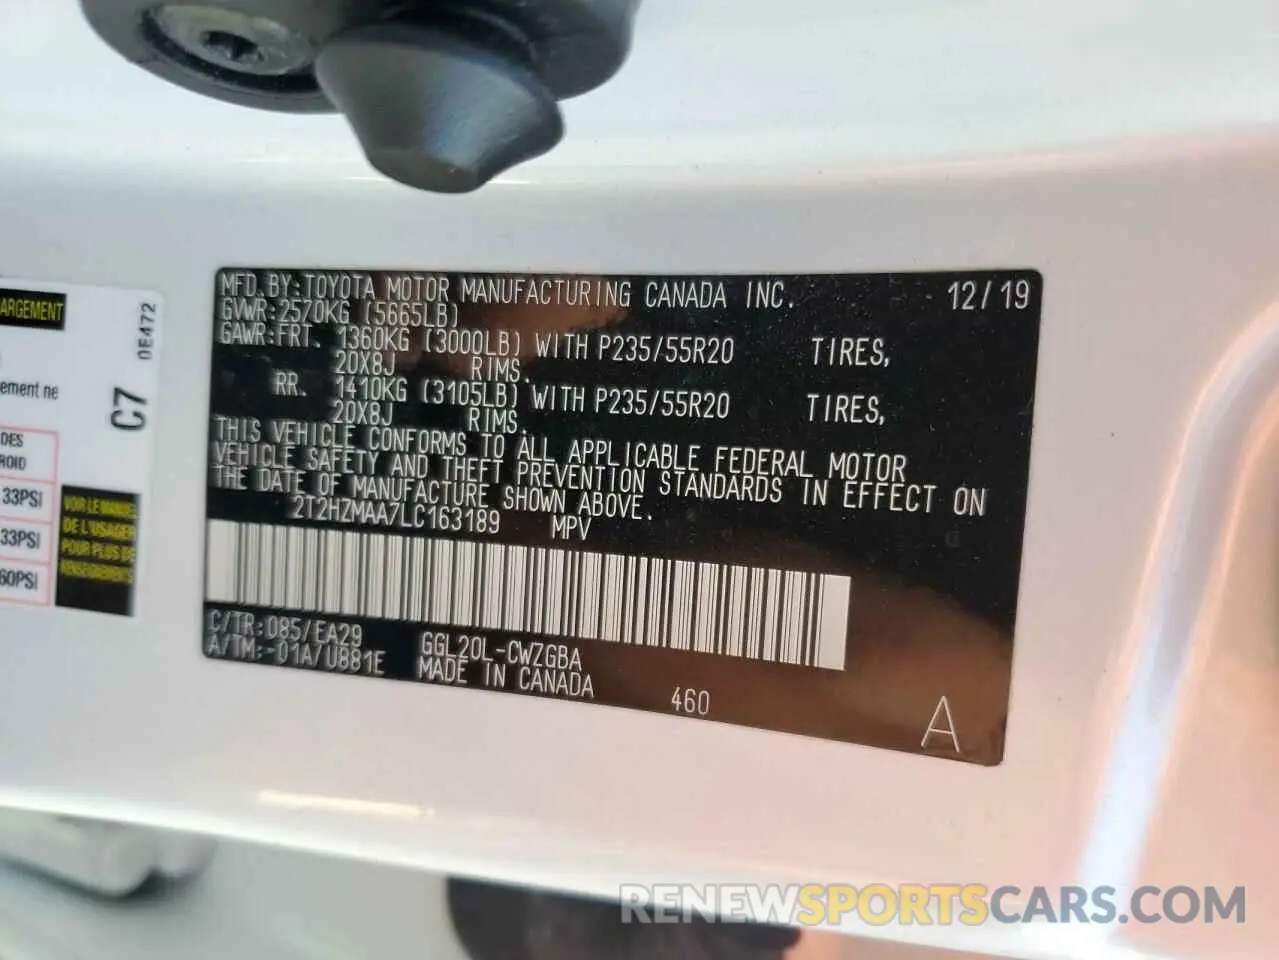 MFD.BY:TOYOTA MOTOR MANUFACTURING CANADA INC. 12/19
GVWR:2570KG (5665LB)
GAWR:FRT. 1360KG (3000LB) WITH P235/55R20 TIRES,
20X8J RIMS.
RR. 1410KG (3105LB) WITH P235/55R20 TIRES,
20X8J RIMS.
THIS VEHICLE CONFORMS TO ALL APPLICABLE FEDERAL MOTOR
VEHICLE SAFETY AND THEFT PREVENTION STANDARDS IN EFFECT ON
THE DATE OF MANUFACTURE SHOWN ABOVE.
2T2HZMAA7LC163189 MPV
C/TR:085/EA29 GGL20L-CWZGBA
A/TM:-01A/U881E MADE IN CANADA
460
A
ARGEMENT
ement ne
DES
ROID
33PSI
33PSI
60PSI
C7
0E472
VOIR LE MANUEL
DE L'USAGER
POUR PLUS DE
RENSEIGNEMENTS
RENEWSPORTSCARS.COM